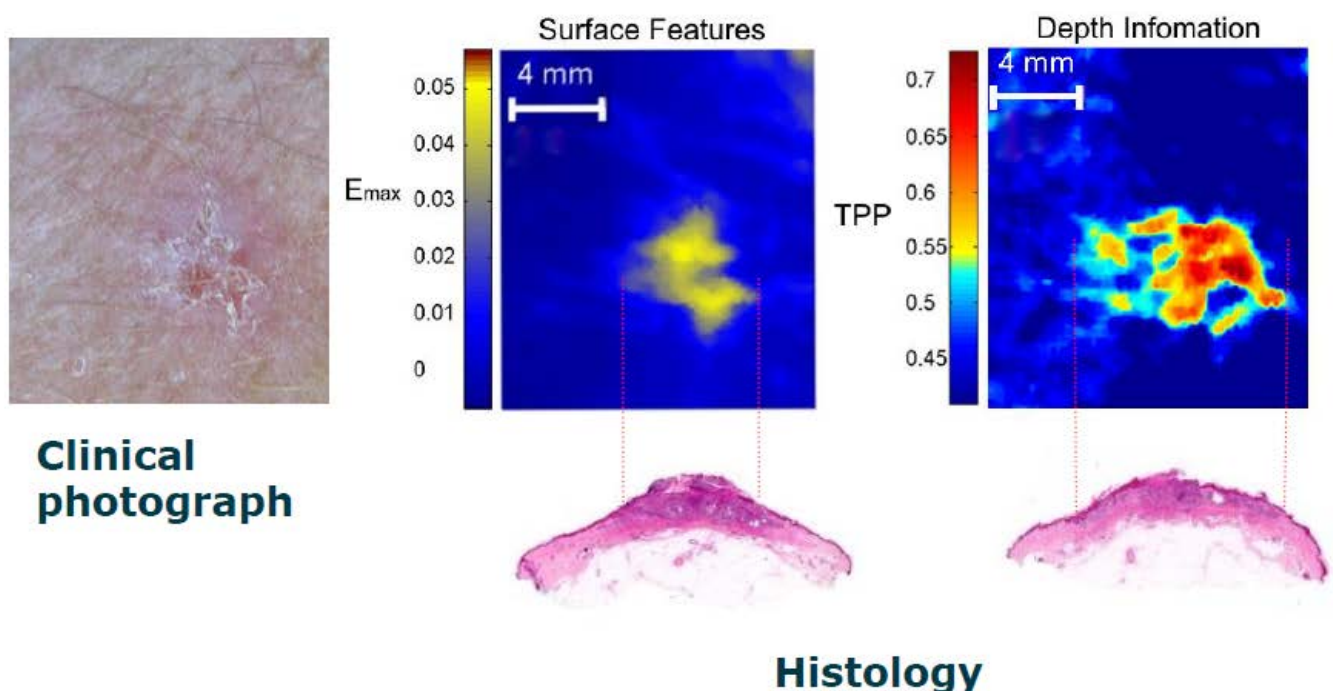 Surface Features
Depth Infomation
4 mm
4 mm
Emax
0.05
0.04
0.03
0.02
0.01
0
TPP
0.7
0.65
0.6
0.55
0.5
0.45
Clinical
photograph
Histology